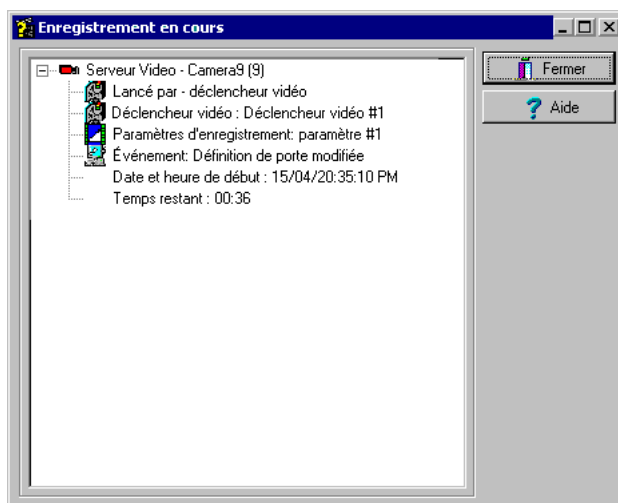 Enregistrement en cours
Serveur Video - Camera9 (9)
Lancé par - déclencheur vidéo
Déclencheur vidéo : Déclencheur vidéo #1
Paramètres d'enregistrement: paramètre #1
Événement: Définition de porte modifiée
Date et heure de début : 15/04/20:35:10 PM
Temps restant : 00:36
Fermer
Aide